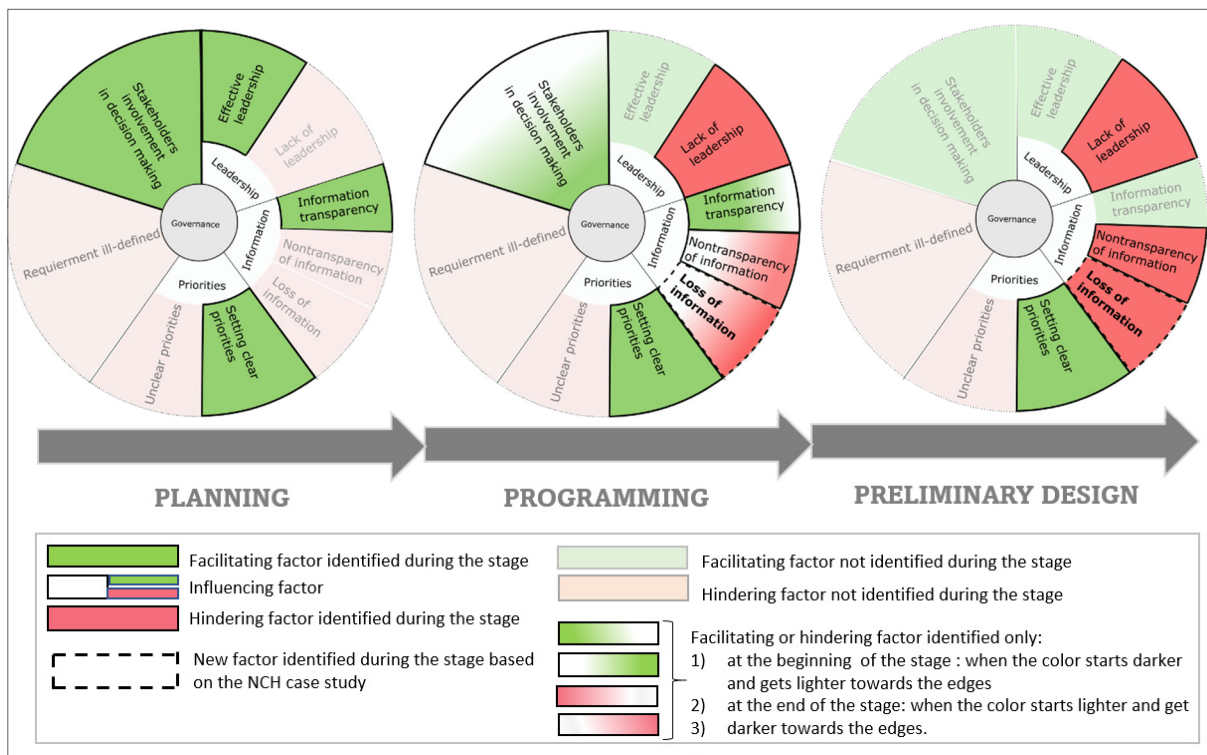 Stakeholders
involvement
in decision making
Effective
leadership
Lack of
leadership
Leadership
Information
transparency
Governance
Information
Nontransparency
of information
Requierment ill-defined
Loss of
information
Priorities
Setting clear
priorities
Unclear priorities
Stakeholders
involvement
in decision making
Effective
leadership
Lack of
leadership
Leadership
Information
transparency
Governance
Information
Nontransparency
of information
Requierment ill-defined
Loss of
information
Priorities
Setting clear
priorities
Unclear priorities
Stakeholders
involvement
in decision making
Effective
leadership
Lack of
leadership
Leadership
Information
transparency
Governance
Information
Nontransparency
of information
Requierment ill-defined
Loss of
information
Priorities
Setting clear
priorities
Unclear priorities
PLANNING
PROGRAMMING
PRELIMINARY DESIGN
Facilitating factor identified during the stage
Influencing factor
Hindering factor identified during the stage
New factor identified during the stage based
on the NCH case study
Facilitating factor not identified during the stage
Hindering factor not identified during the stage
Facilitating or hindering factor identified only:
1) at the beginning of the stage : when the color starts darker
and gets lighter towards the edges
2) at the end of the stage: when the color starts lighter and get
3) darker towards the edges.